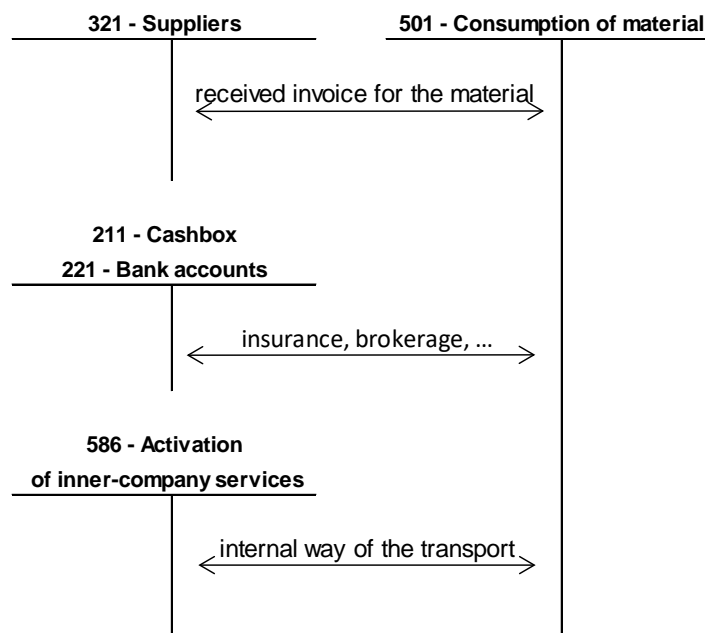 321 - Suppliers
501 - Consumption of material
received invoice for the material
211 - Cashbox
221 - Bank accounts
insurance, brokerage, ...
586 - Activation
of inner-company services
internal way of the transport